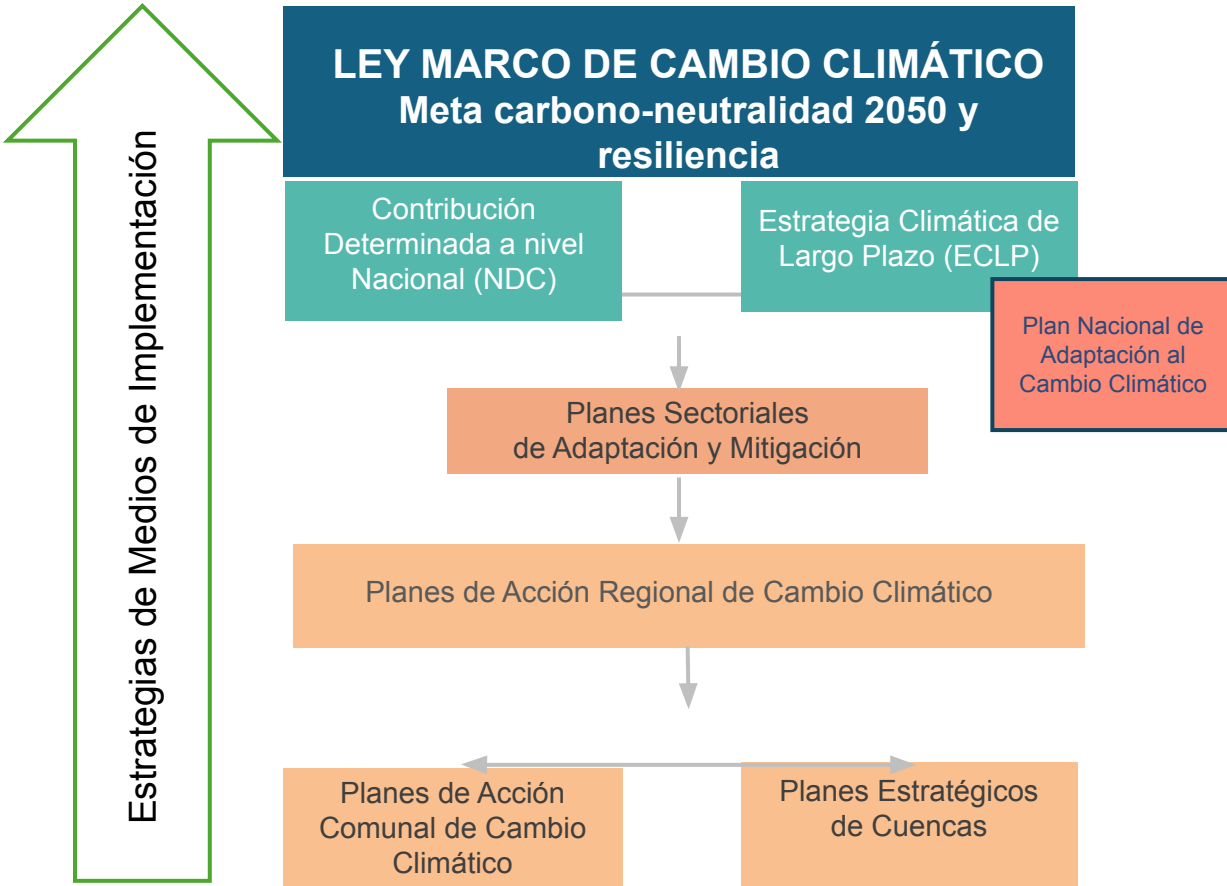 LEY MARCO DE CAMBIO CLIMÁTICO
Meta carbono-neutralidad 2050 y
resiliencia
Contribución
Determinada a nivel
Nacional (NDC)
Estrategia Climática de
Largo Plazo (ECLP)
Plan Nacional de
Adaptación al
Cambio Climático
Planes Sectoriales
de Adaptación y Mitigación
Planes de Acción Regional de Cambio Climático
Planes de Acción
Comunal de Cambio
Climático
Planes Estratégicos
de Cuencas
Estrategias de Medios de Implementación